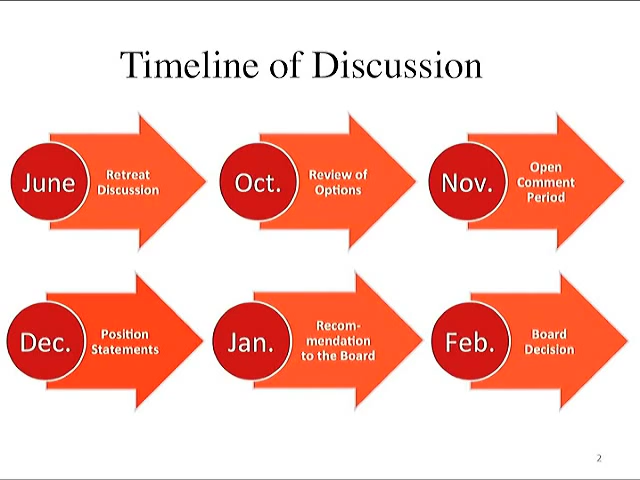 Timeline of Discussion
June
Retreat
Discussion
Oct.
Review of
Options
Nov.
Open
Comment
Period
Dec.
Position
Statements
Jan.
Recom-
mendation
to the Board
Feb.
Board
Decision
2